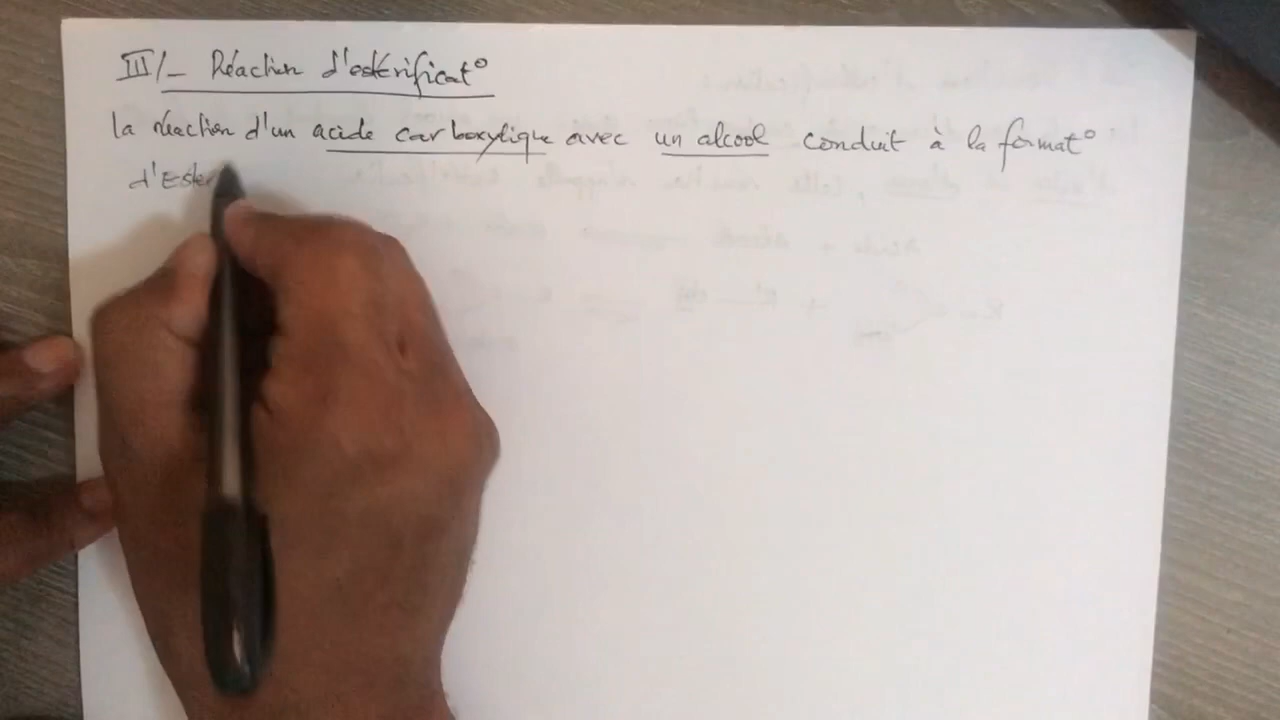 III/- Réaction d'estérificat°
la réaction d'un acide carboxylique avec un alcool conduit à la format°
d'Ester